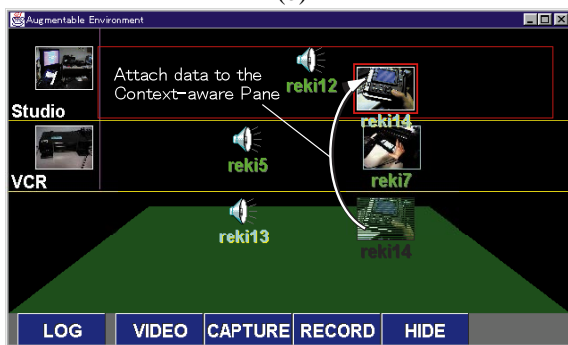 Augmentable Environment
Attach data to the
Context-aware Pane
reki12
Studio
reki14
reki5
reki7
VCR
reki13
reki14
LOG VIDEO CAPTURE RECORD HIDE